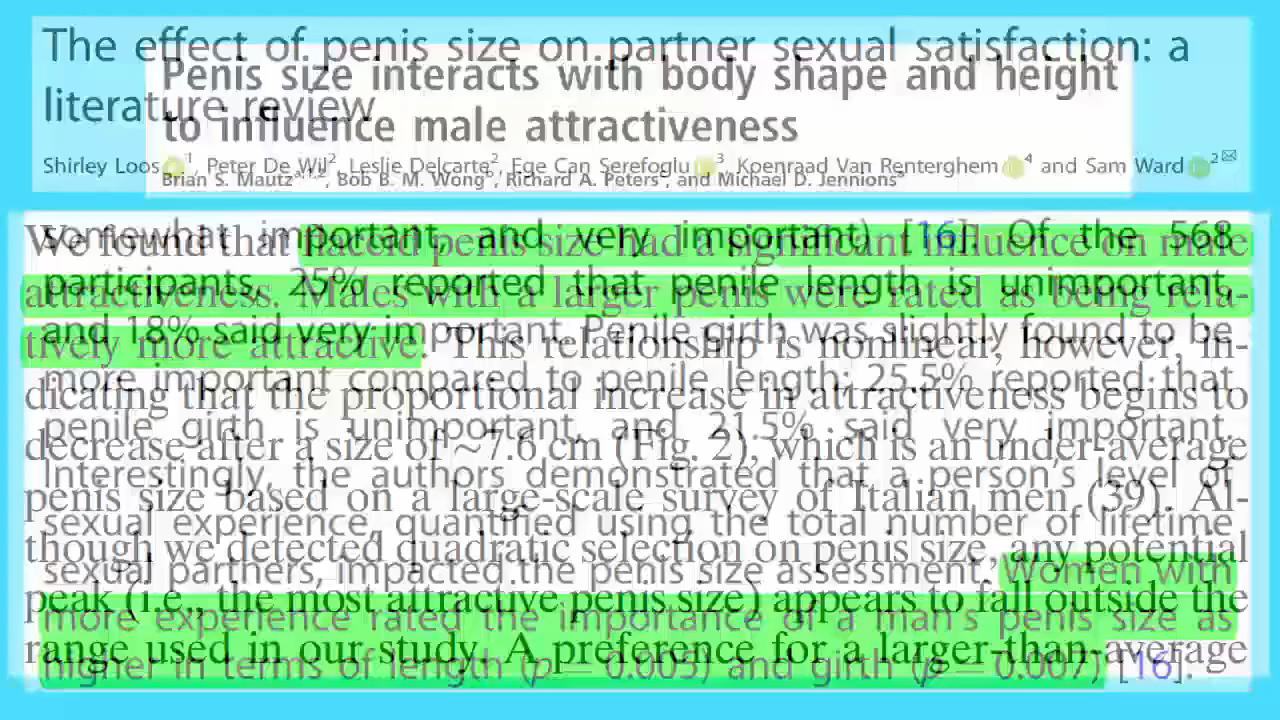 The effect of penis size on partner sexual satisfaction: a
literature review
Shirley Loos 1, Peter De Wil2, Leslie Delcarte2, Ege Can Serefoglu 3, Koenraad Van Renterghem 4 and Sam Ward 2✉
somewhat important, and very important) [16]. Of the 568
participants, 25% reported that penile length is unimportant,
and 18% said very important. Penile girth was slightly found to be
more important compared to penile length; 25.5% reported that
penile girth is unimportant, and 21.5% said very important.
Interestingly, the authors demonstrated that a person's level of
sexual experience, quantified using the total number of lifetime
sexual partners, impacted the penis size assessment. Women with
more experience rated the importance of a man's penis size as
higher in terms of length (p = 0.005) and girth (p = 0.007) [16].
Penis size interacts with body shape and height
to influence male attractiveness
Brian S. Mautz, Bob B. M. Wong, Richard A. Peters, and Michael D. Jennions
We found that flaccid penis size had a significant influence on male
attractiveness. Males with a larger penis were rated as being rela-
tively more attractive. This relationship is nonlinear, however, in-
dicating that the proportional increase in attractiveness begins to
decrease after a size of ~7.6 cm (Fig. 2), which is an under-average
penis size based on a large-scale survey of Italian men (39). Al-
though we detected quadratic selection on penis size, any potential
peak (i.e., the most attractive penis size) appears to fall outside the
range used in our study. A preference for a larger-than-average